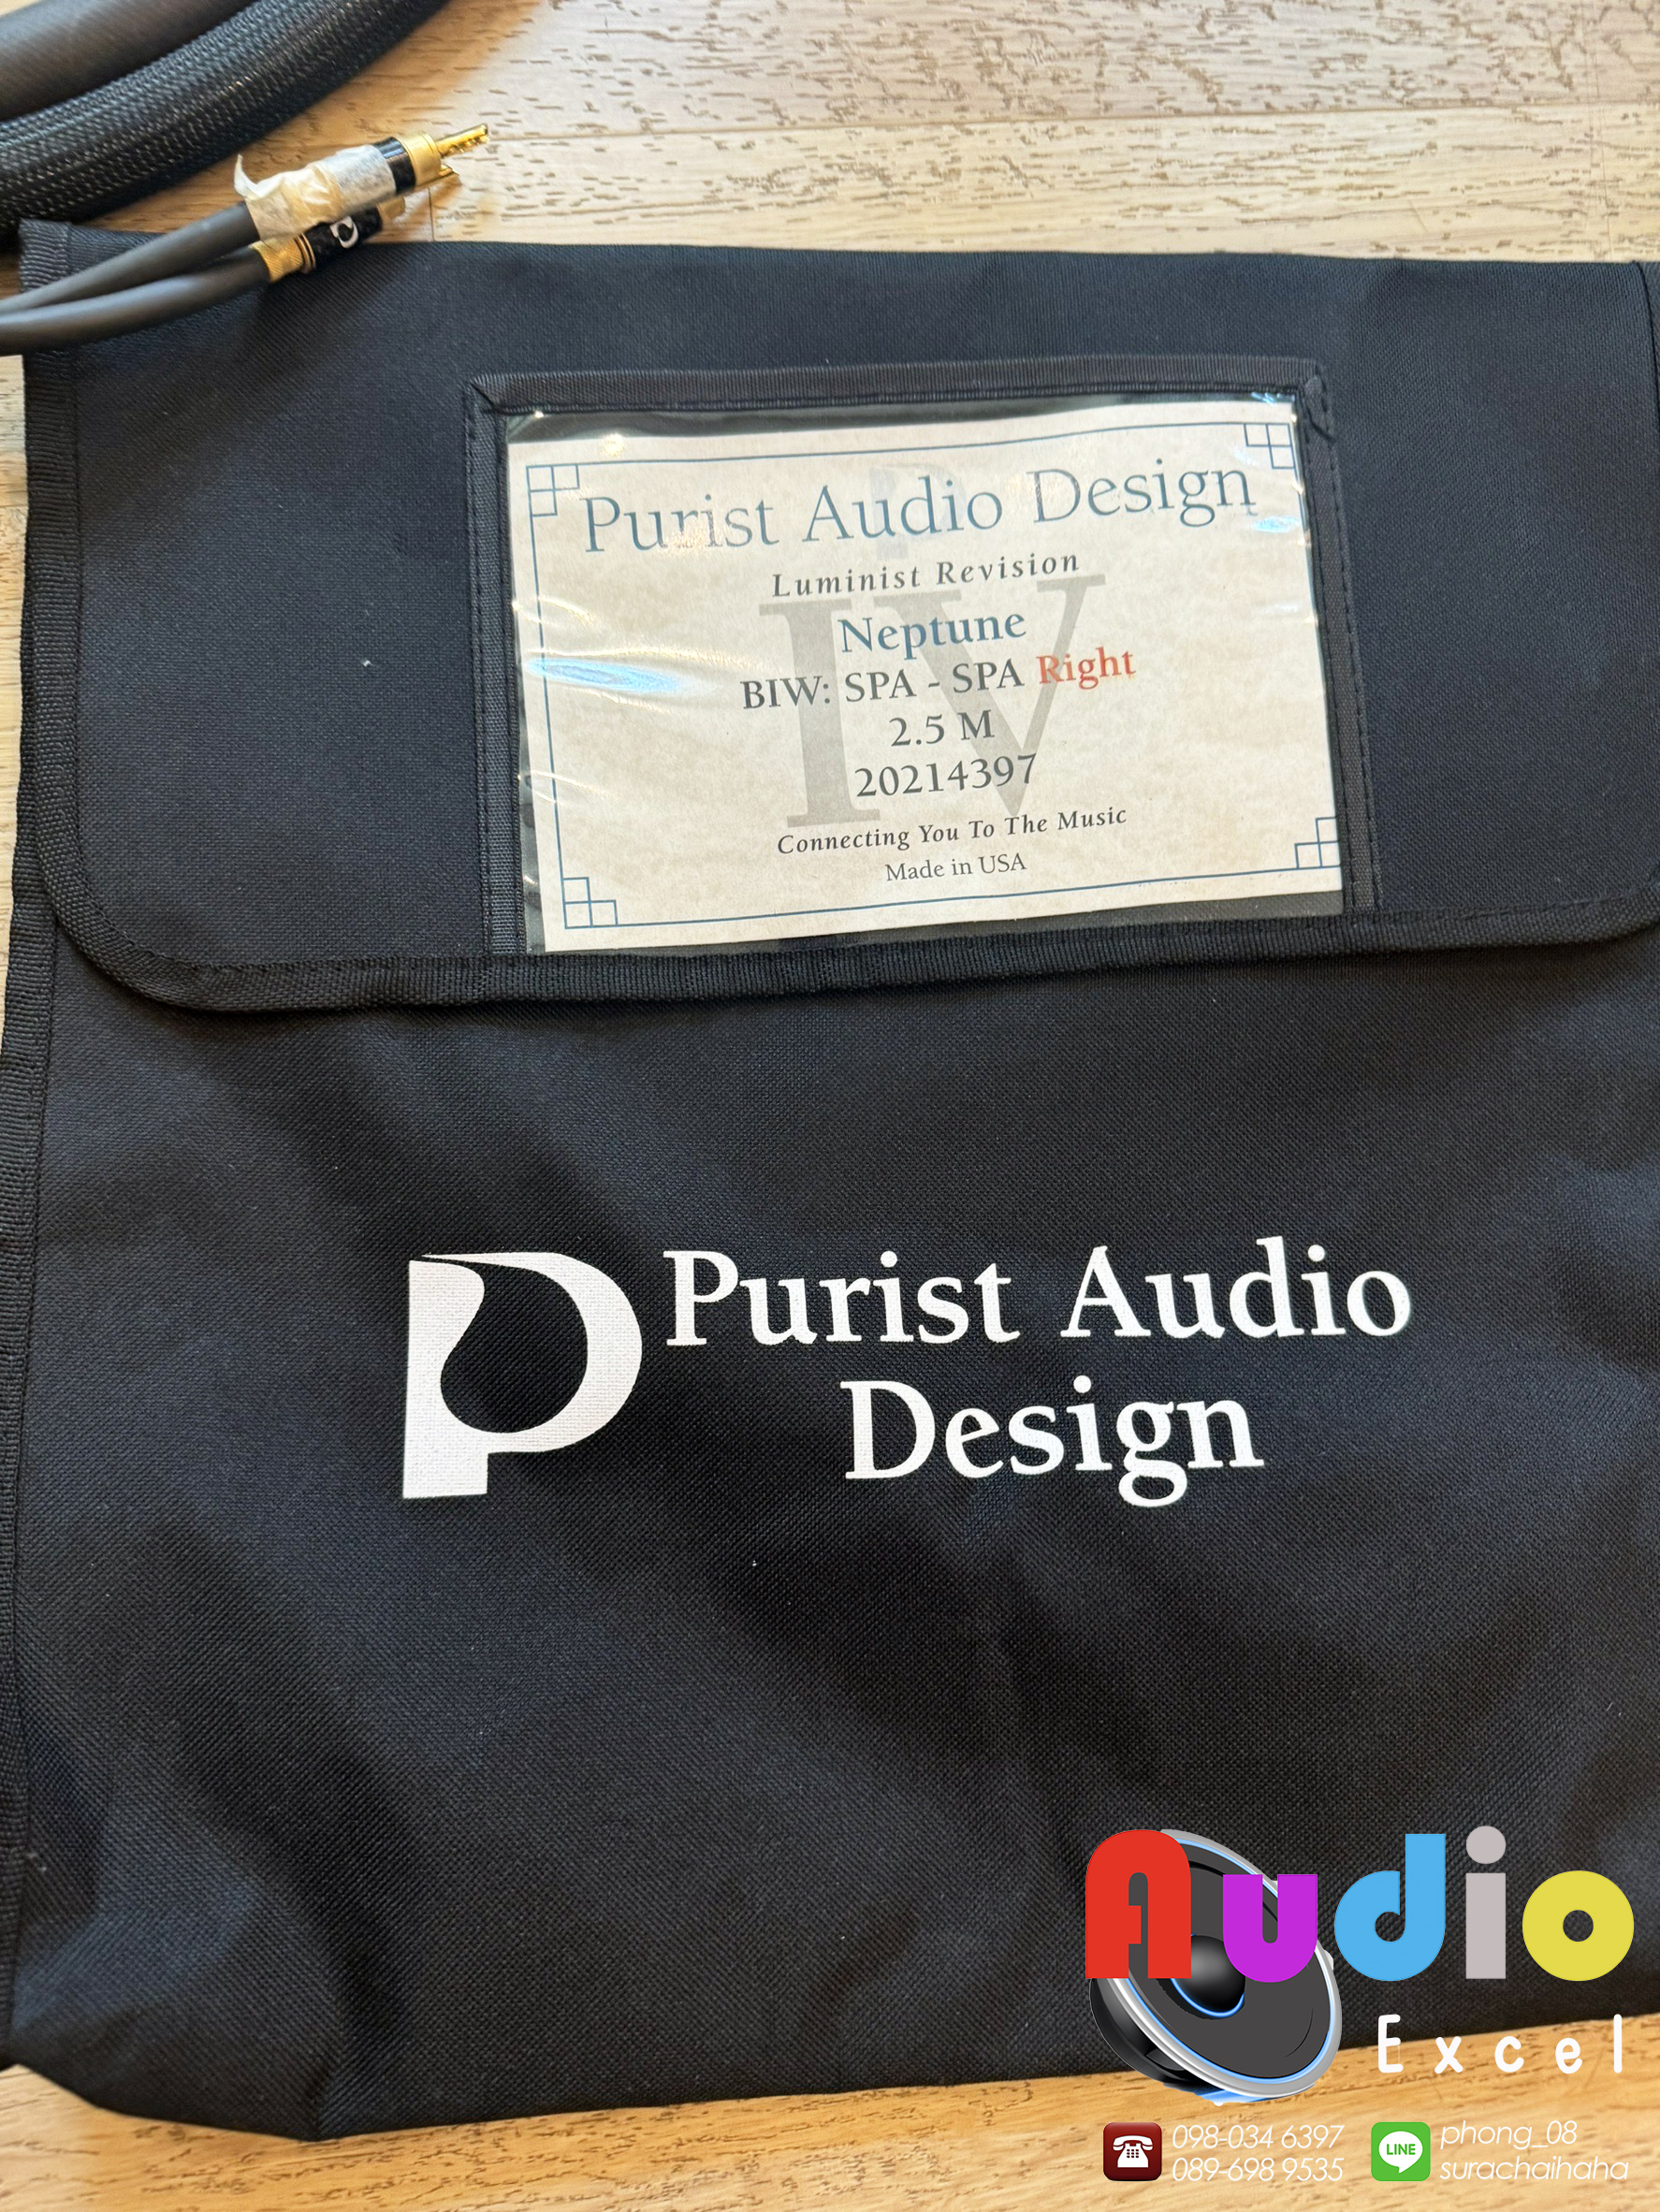 Purist Audio Design
Luminist Revision
IV
Neptune
BIW: SPA - SPA Right
2.5 M
20214397
Connecting You To The Music
Made in USA
Purist Audio
Design
Audio
Excel
098-034 6397
089-698 9535
LINE
phong_08
surachaihaha